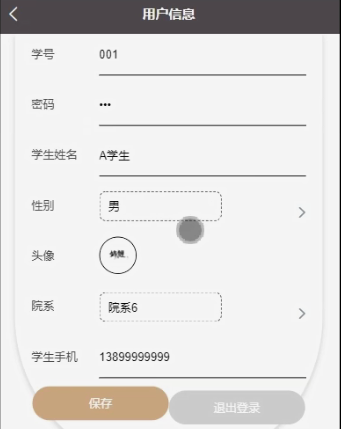 用户信息
学号 001
密码 •••
学生姓名 A学生
性别 男
头像
院系 院系6
学生手机 13899999999
保存 退出登录